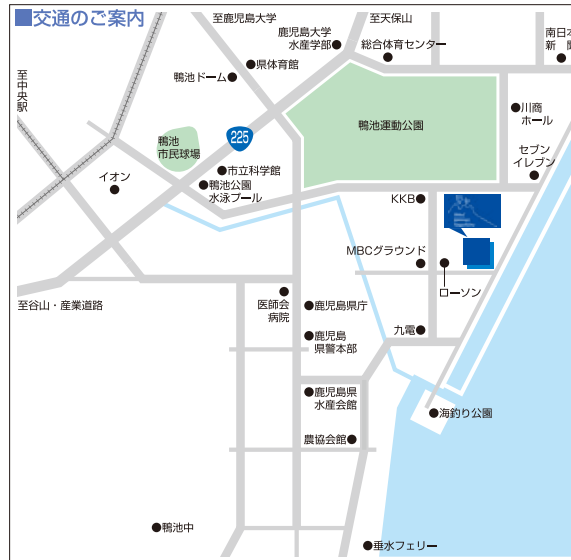 ■交通のご案内
至鹿児島大学
鹿児島大学
水産学部
至天保山
総合体育センター
南日本
新 聞
県体育館
鴨池ドーム
至中央駅
川商
ホール
鴨池運動公園
225
鴨池
市民球場
セブン
イレブン
市立科学館
イオン
鴨池公園
水泳プール
KKB
MBCグラウンド
ローソン
医師会
病院
至谷山・産業道路
鹿児島県庁
九電
鹿児島
県警本部
鹿児島県
水産会館
海釣り公園
農協会館
鴨池中
垂水フェリー